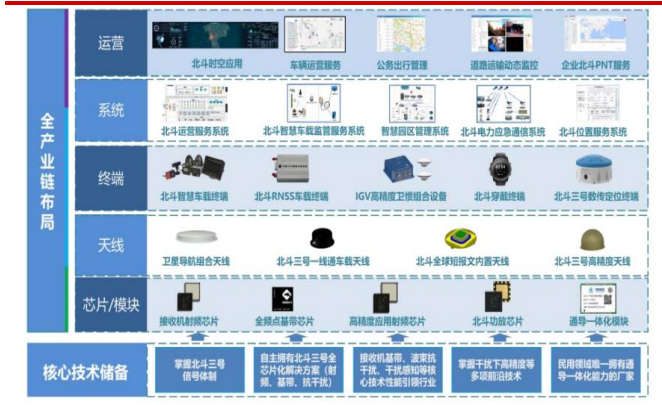 全产业链布局
运营
北斗时空应用
车辆运营服务
公务出行管理
道路运输动态监控
企业北斗PNT服务
系统
北斗运营服务系统
北斗智慧车载监管服务系统
智慧园区管理系统
北斗电力应急通信系统
北斗位置服务系统
终端
北斗智慧车载终端
北斗RNSS车载终端
IGV高精度卫惯组合设备
北斗穿戴终端
北斗三号数传定位终端
天线
卫星导航组合天线
北斗三号一线通车载天线
北斗全球短报文内置天线
北斗三号高精度天线
芯片/模块
接收机射频芯片
全频点基带芯片
高精度应用射频芯片
北斗功放芯片
通导一体化模块
核心技术储备
掌握北斗三号
信号体制
自主拥有北斗三号全
芯片化解决方案（射
频、基带、抗干扰）
接收机基带、波束抗
干扰、干扰感知等核
心技术性能引领行业
掌握干扰下高精度等
多项前沿技术
民用领域唯一拥有通
导一体化能力的厂家